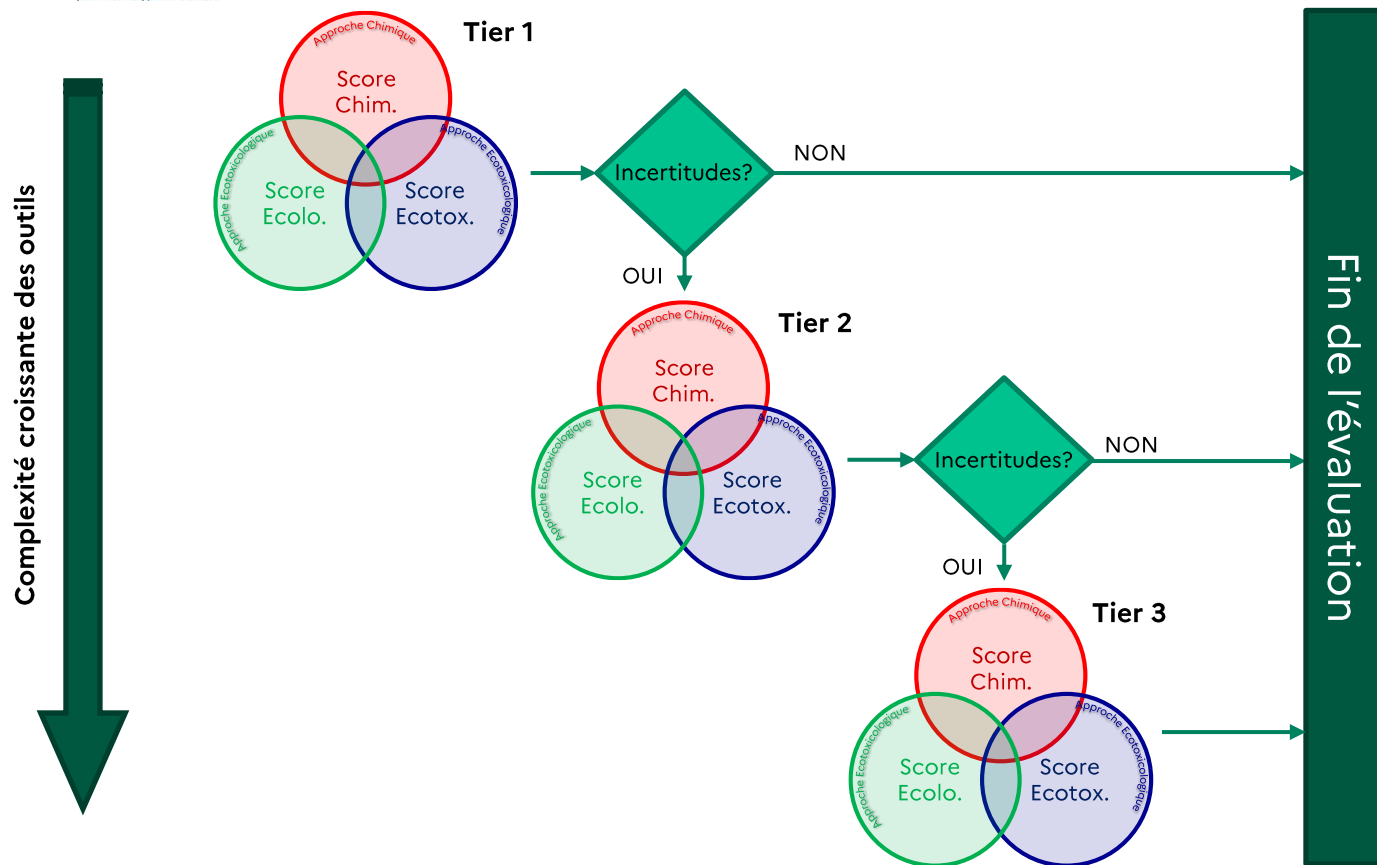 Complexité croissante des outils
Tier 1
Approche Chimique
Score
Chim.
Approche Ecotoxicologique
Score
Ecolo.
Approche Ecotoxicologique
Score
Ecotox.
Incertitudes?
NON
OUI
Tier 2
Approche Chimique
Score
Chim.
Approche Ecotoxicologique
Score
Ecolo.
Approche Ecotoxicologique
Score
Ecotox.
Incertitudes?
NON
OUI
Tier 3
Approche Chimique
Score
Chim.
Approche Ecotoxicologique
Score
Ecolo.
Approche Ecotoxicologique
Score
Ecotox.
Fin de l'évaluation